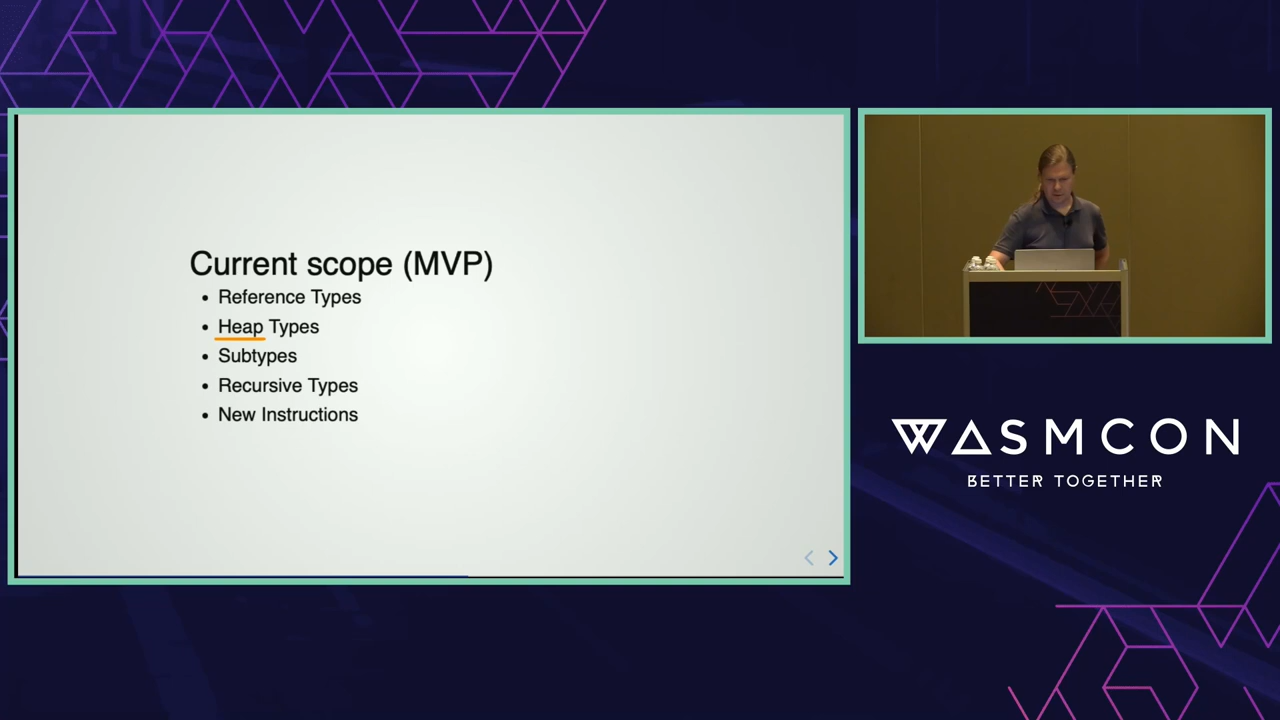 Current scope (MVP)
• Reference Types
• Heap Types
• Subtypes
• Recursive Types
• New Instructions
WASMCON
BETTER TOGETHER